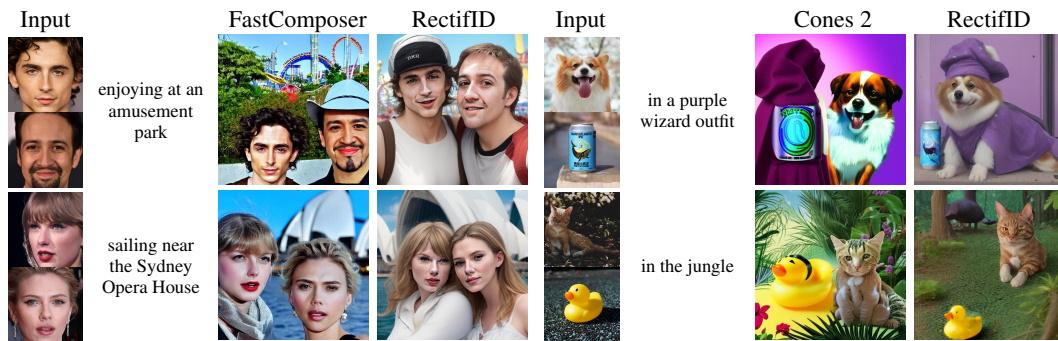 Input
FastComposer
RectifID
Input
Cones 2
RectifID
enjoying at an
amusement
park
in a purple
wizard outfit
sailing near
the Sydney
Opera House
in the jungle